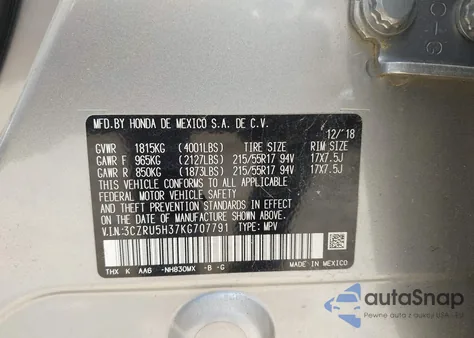 MFD.BY HONDA DE MEXICO S.A. DE C.V.
12/'18
GVWR 1815KG (4001LBS) TIRE SIZE RIM SIZE
GAWR F 965KG (2127LBS) 215/55R17 94V 17X7.5J
GAWR R 850KG (1873LBS) 215/55R17 94V 17X7.5J
THIS VEHICLE CONFORMS TO ALL APPLICABLE
FEDERAL MOTOR VEHICLE SAFETY, BUMPER, AND
THEFT PREVENTION STANDARDS IN EFFECT ON
THE DATE OF MANUFACTURE SHOWN ABOVE.
V.I.N:3CZRU5H37KG707791 TYPE: MPV
THX K AA6 -NH830MX -B -G MADE IN MEXICO
autoSnap